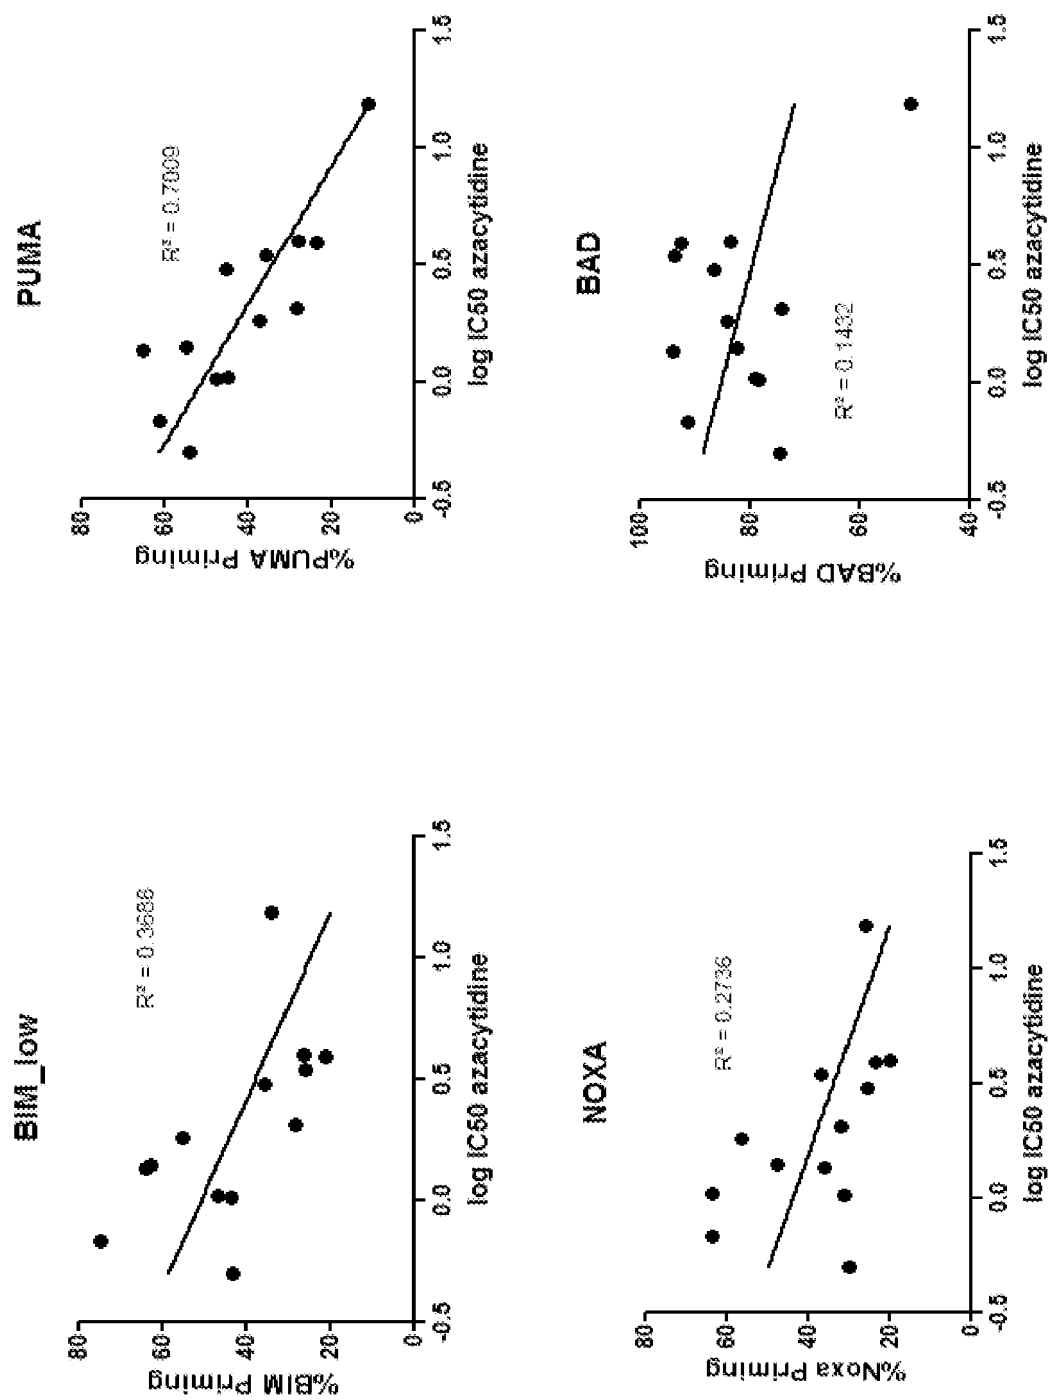 BIM_low
%BIM Priming
80
60
40
20
0
R² =
-0.5 0.0 0.5 1.0 1.5
log IC50 azacytidine
PUMA
%PUMA Priming
80
60
40
20
0
R² = 0.7009
-0.5 0.0 0.5 1.0 1.5
log IC50 azacytidine
NOXA
%Noxa Priming
80
60
40
20
0
R² = 0.2736
-0.5 0.0 0.5 1.0 1.5
log IC50 azacytidine
BAD
%BAD Priming
100
80
60
40
R² = 0.1432
-0.5 0.0 0.5 1.0 1.5
log IC50 azacytidine